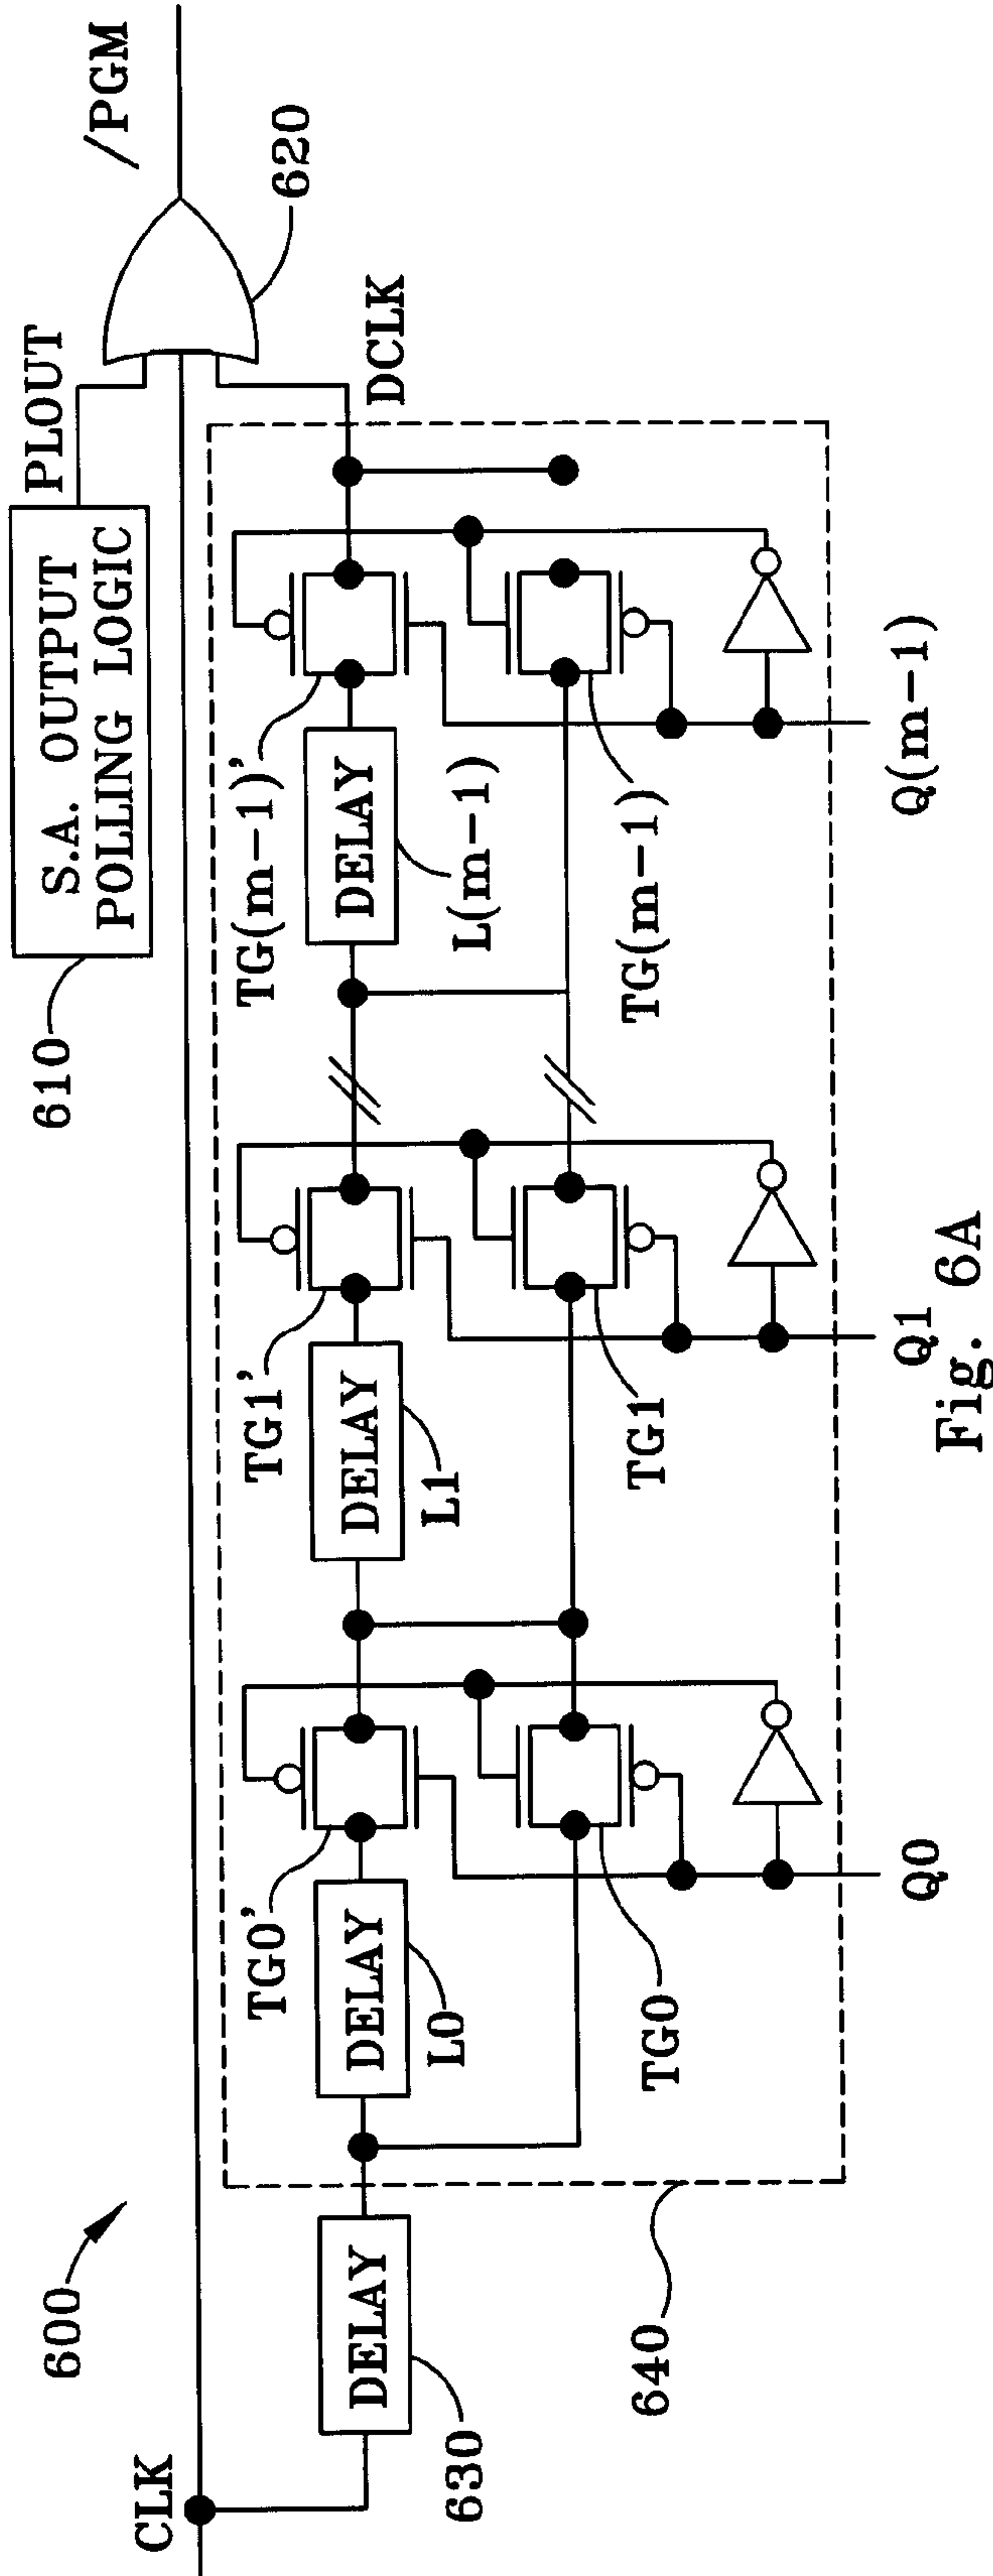 600
CLK
610
S.A. OUTPUT
POLLING LOGIC
PLOUT
/PGM
620
DCLK
630
DELAY
640
DELAY
L0
TG0'
TG0
Q0
DELAY
L1
TG1'
TG1
Q1
DELAY
L(m-1)
TG(m-1)'
TG(m-1)
Q(m-1)
Fig. 6A